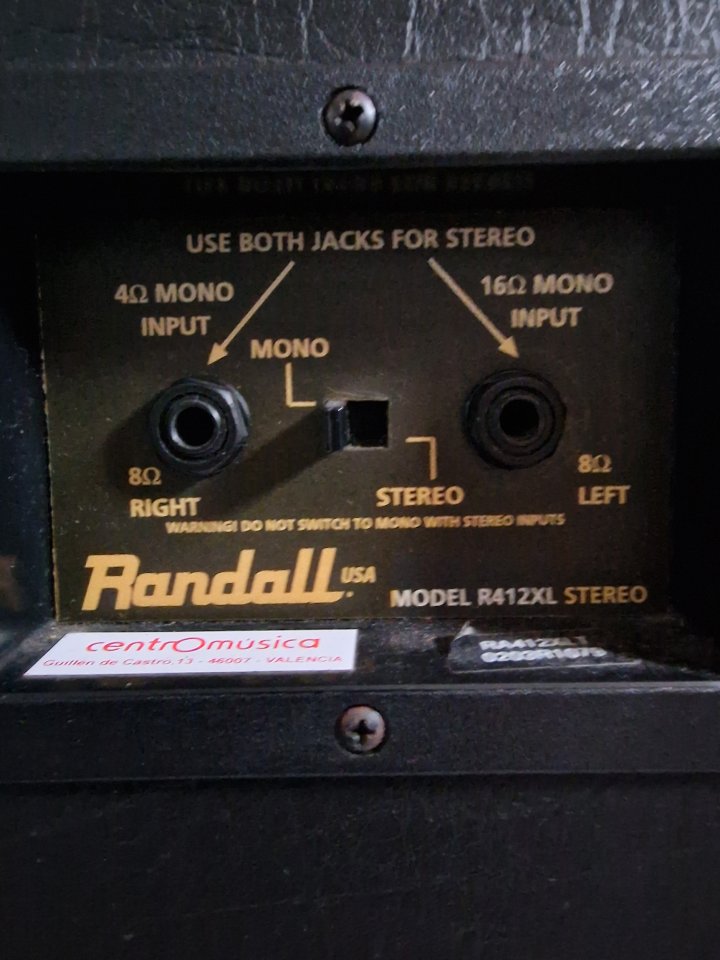 USE BOTH JACKS FOR STEREO
4Ω MONO
INPUT
16Ω MONO
INPUT
MONO
8Ω
RIGHT
STEREO
8Ω
LEFT
WARNING! DO NOT SWITCH TO MONO WITH STEREO INPUTS
Randall USA
MODEL R412XL STEREO
centrOmúsica
Guillén de Castro,13 - 46007 - VALENCIA
RA412XLT